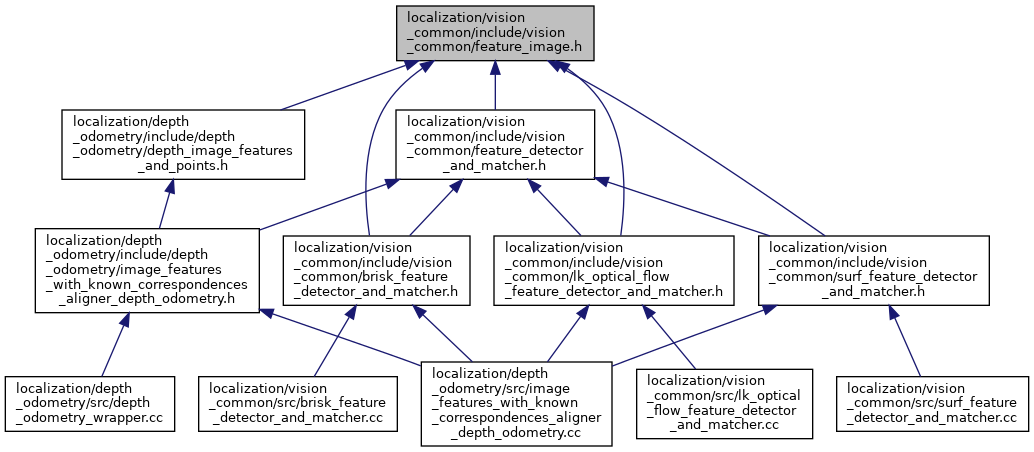 localization/vision
_common/include/vision
_common/feature_image.h
localization/depth
_odometry/include/depth
_odometry/depth_image_features
_and_points.h
localization/vision
_common/include/vision
_common/feature_detector
_and_matcher.h
localization/depth
_odometry/include/depth
_odometry/image_features
_with_known_correspondences
_aligner_depth_odometry.h
localization/vision
_common/include/vision
_common/brisk_feature
_detector_and_matcher.h
localization/vision
_common/include/vision
_common/lk_optical_flow
_feature_detector_and_matcher.h
localization/vision
_common/include/vision
_common/surf_feature_detector
_and_matcher.h
localization/depth
_odometry/src/depth
_odometry_wrapper.cc
localization/vision
_common/src/brisk_feature
_detector_and_matcher.cc
localization/depth
_odometry/src/image
_features_with_known
_correspondences_aligner
_depth_odometry.cc
localization/vision
_common/src/lk_optical
_flow_feature_detector
_and_matcher.cc
localization/vision
_common/src/surf_feature
_detector_and_matcher.cc